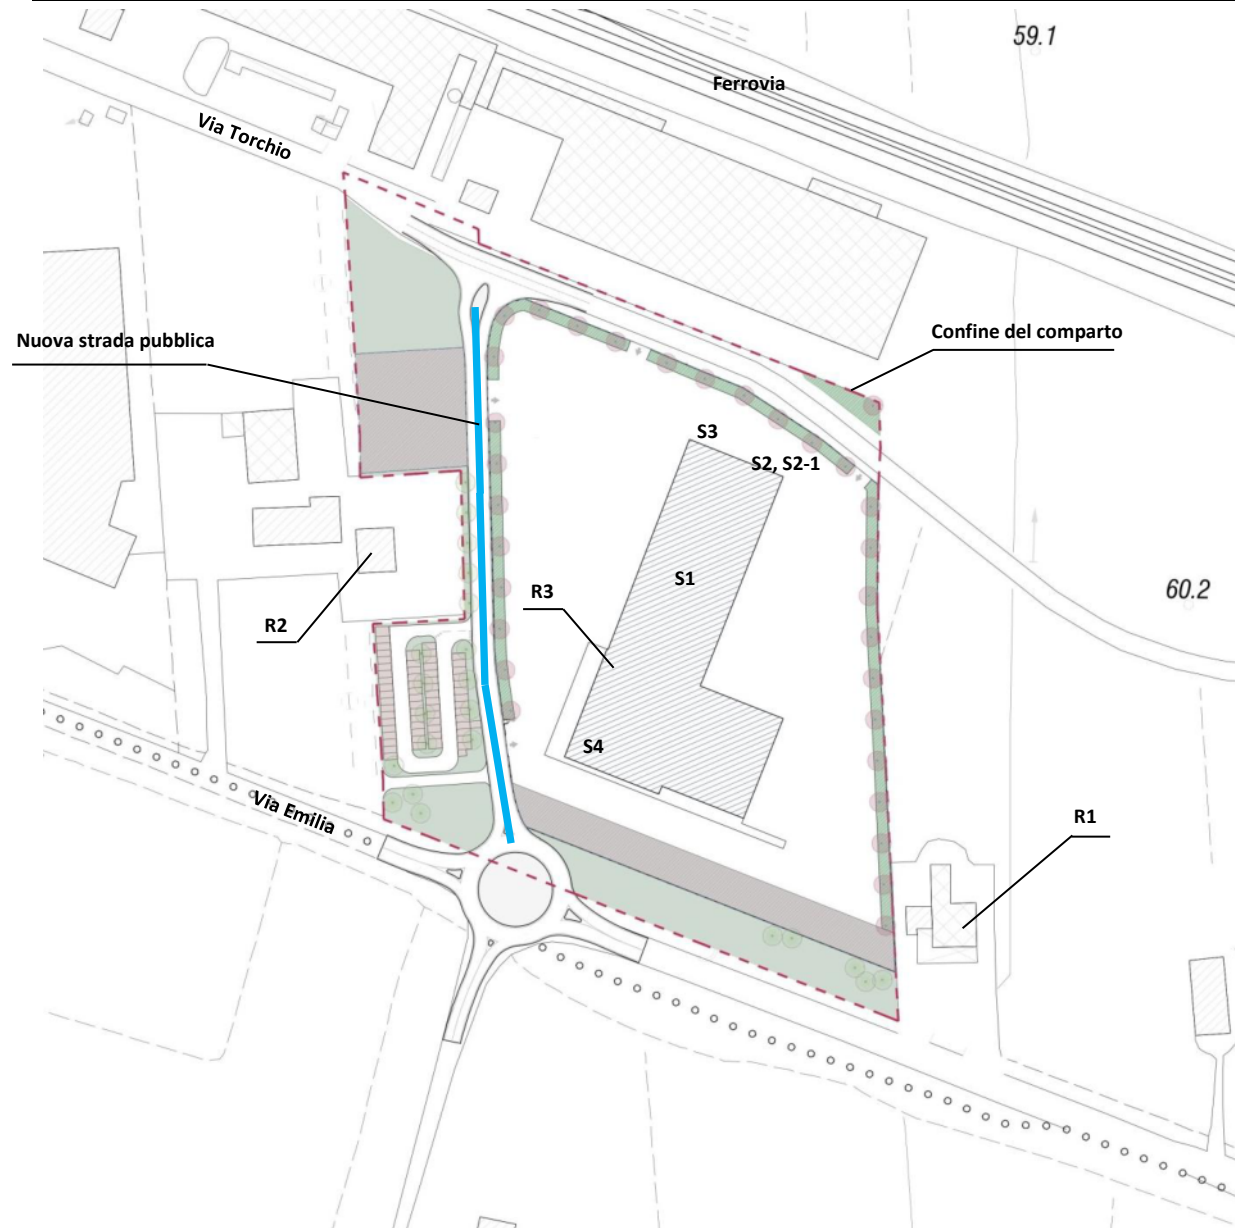 59.1
Ferrovia
Via Torchio
Nuova strada pubblica
Confine del comparto
S3
S2, S2-1
S1
R3
60.2
R2
S4
Via Emilia
R1